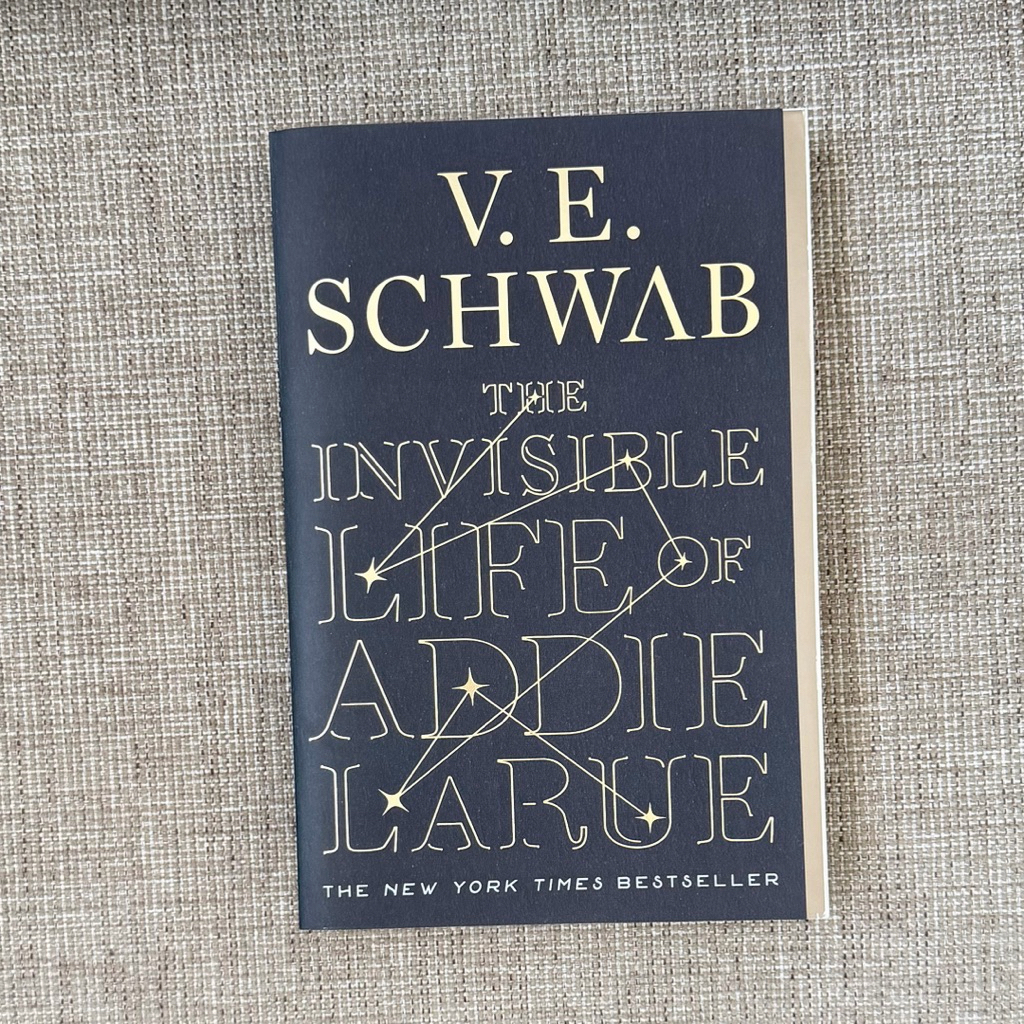 V. E.
SCHWAB
THE
INVISIBLE
LIFE OF
ADDIE
LARUE
THE NEW YORK TIMES BESTSELLER